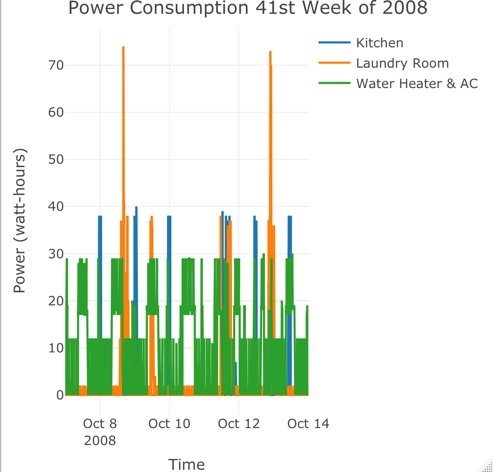 Power Consumption 41st Week of 2008
Kitchen
Laundry Room
Water Heater & AC
Power (watt-hours)
70
60
50
40
30
20
10
0
Oct 8
2008
Oct 10
Oct 12
Oct 14
Time